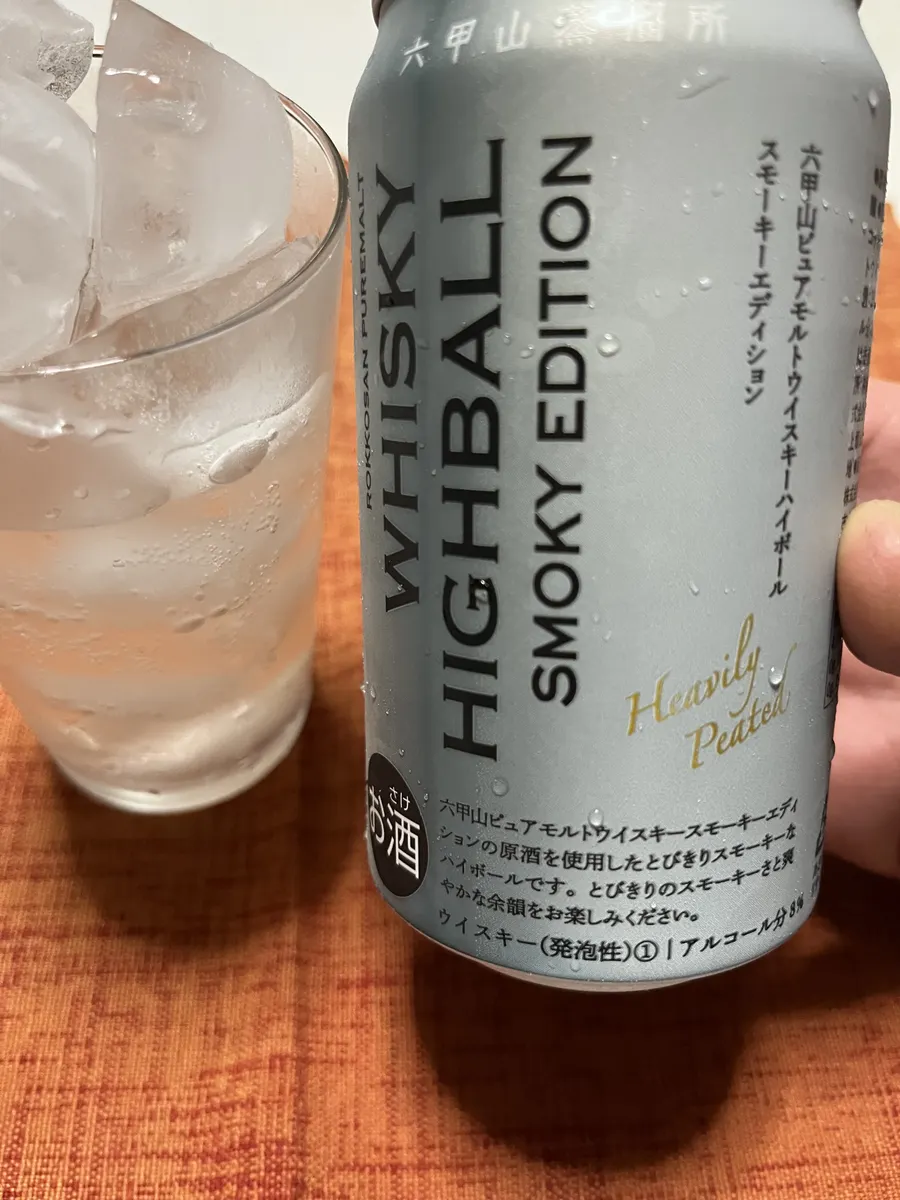 六甲山蒸溜所
ROKKOSAN PUREMALT
WHISKY
HIGHBALL
SMOKY EDITION
六甲山ピュアモルトウイスキーハイボール
スモーキーエディション
Heavily
Peated
さけ
お酒
六甲山ピュアモルトウイスキースモーキーエディ
ションの原酒を使用したとびきりスモーキーな
ハイボールです。とびきりのスモーキーさと爽
やかな余韻をお楽しみください。
ウイスキー(発泡性)①|アルコール分8%